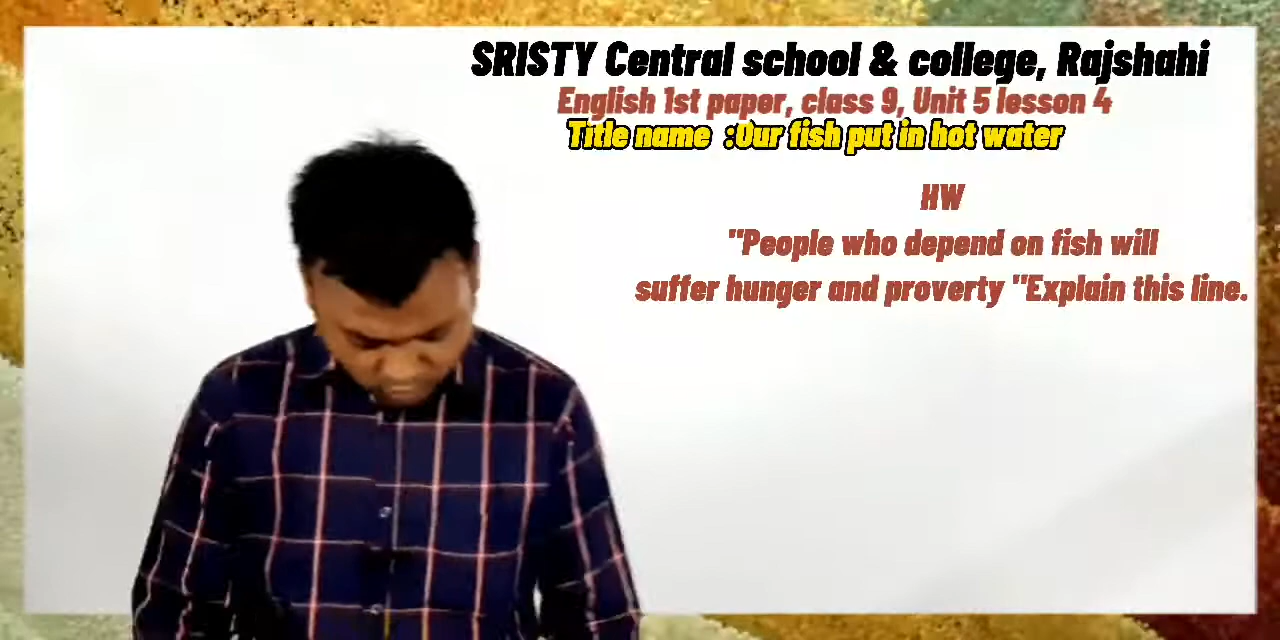 SRISTY Central school & college, Rajshahi
English 1st paper, class 9, Unit 5 lesson 4
Title name :Our fish put in hot water
HW
"People who depend on fish will
suffer hunger and proverty "Explain this line.